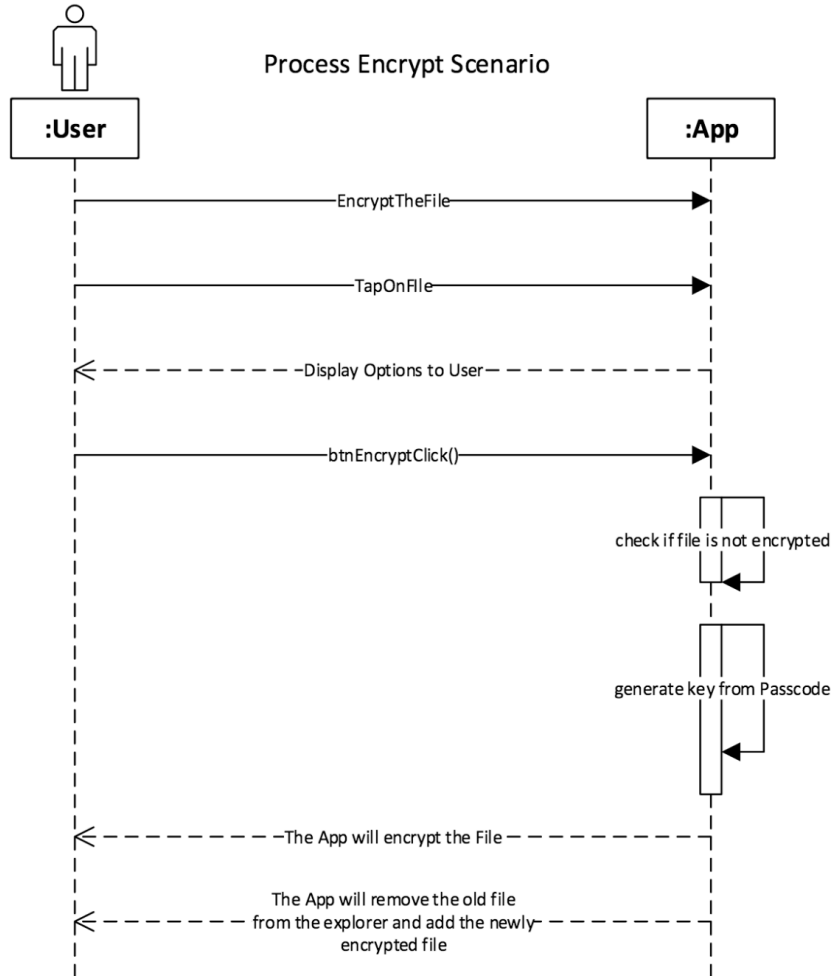 Process Encrypt Scenario
:User
:App
EncryptTheFile
TapOnFIle
Display Options to User
btnEncryptClick()
check if file is not encrypted
generate key from Passcode
The App will encrypt the File
The App will remove the old file
from the explorer and add the newly
encrypted file